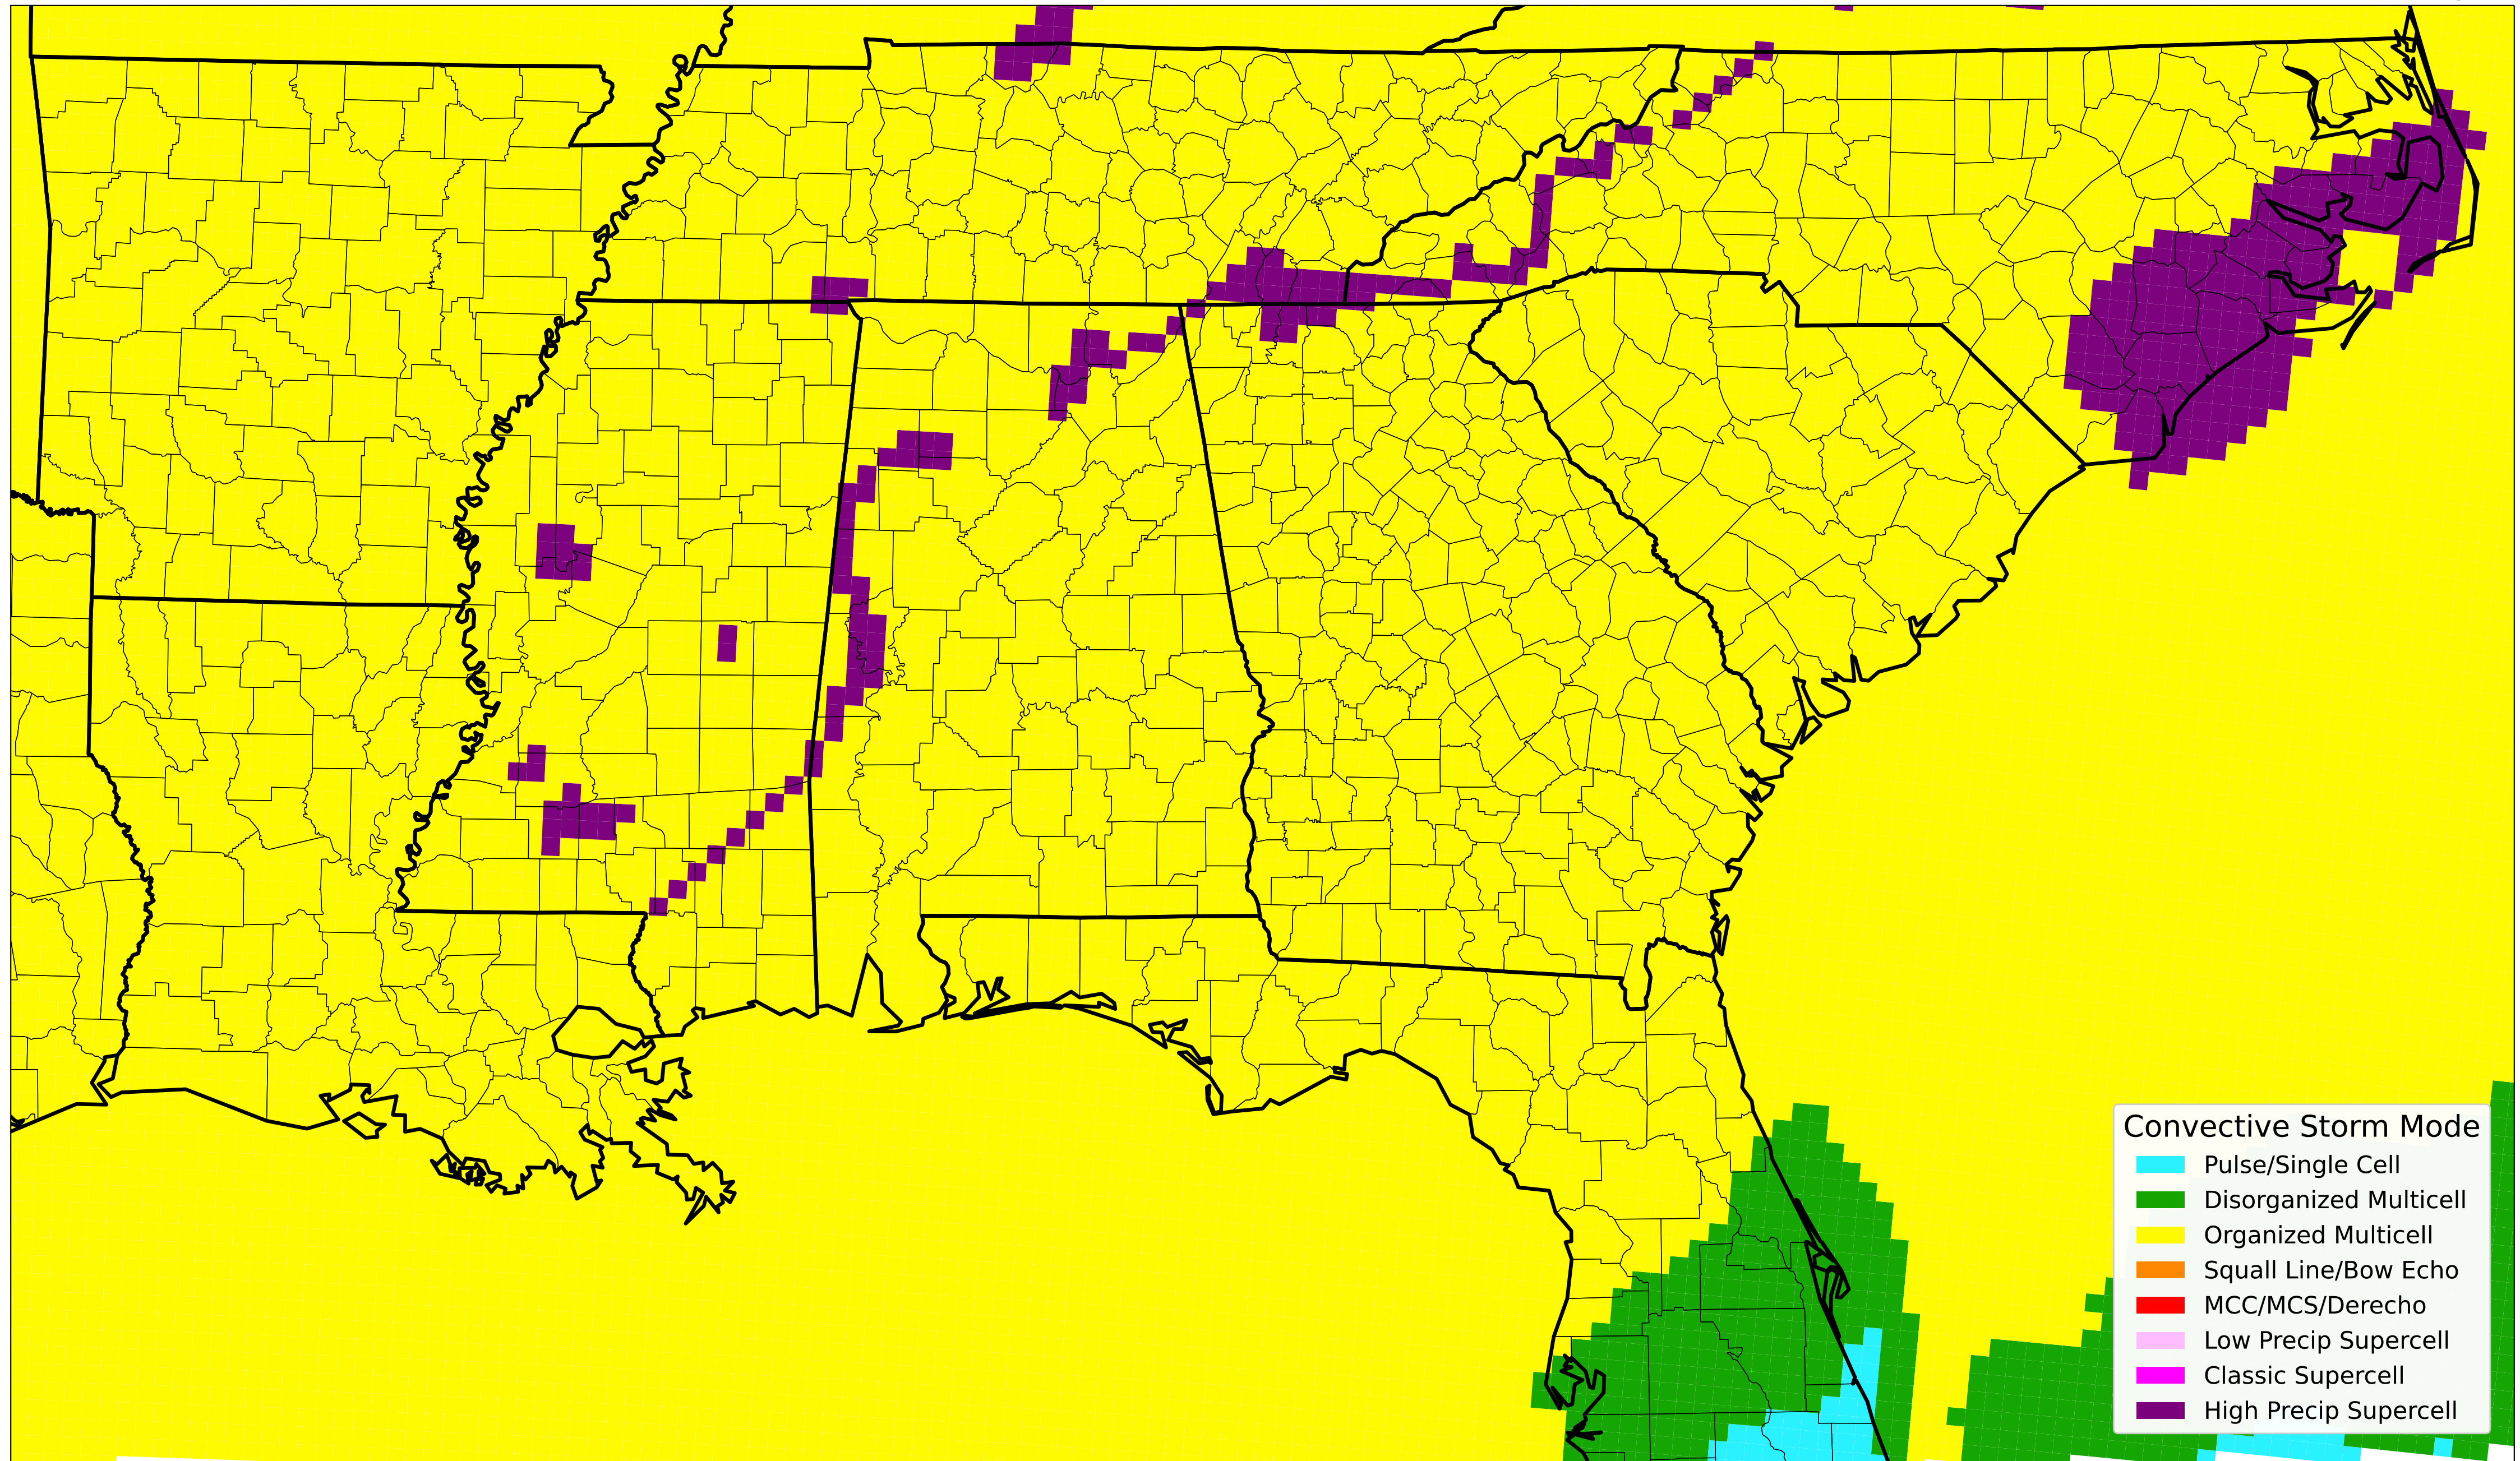 Convective Storm Mode
Pulse/Single Cell
Disorganized Multicell
Organized Multicell
Squall Line/Bow Echo
MCC/MCS/Derecho
Low Precip Supercell
Classic Supercell
High Precip Supercell